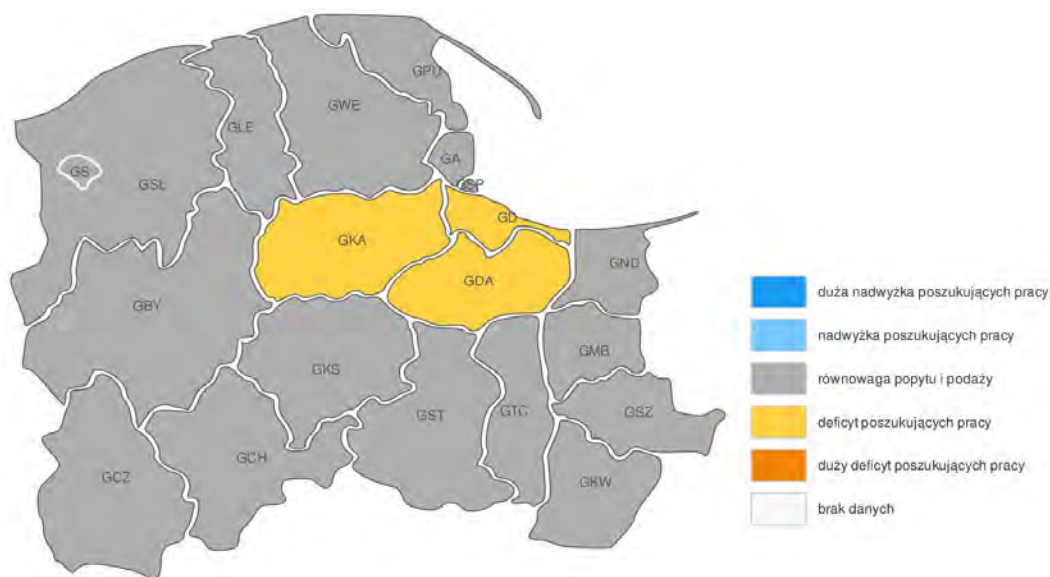 GPU
GWE
GLE
GA
GS
GSL
GSP
GD
GKA
GND
GDA
GBY
GMB
GKS
GTC
GSZ
GST
GCH
GCZ
GKW
duża nadwyżka poszukujących pracy
nadwyżka poszukujących pracy
równowaga popytu i podaży
deficyt poszukujących pracy
duży deficyt poszukujących pracy
brak danych